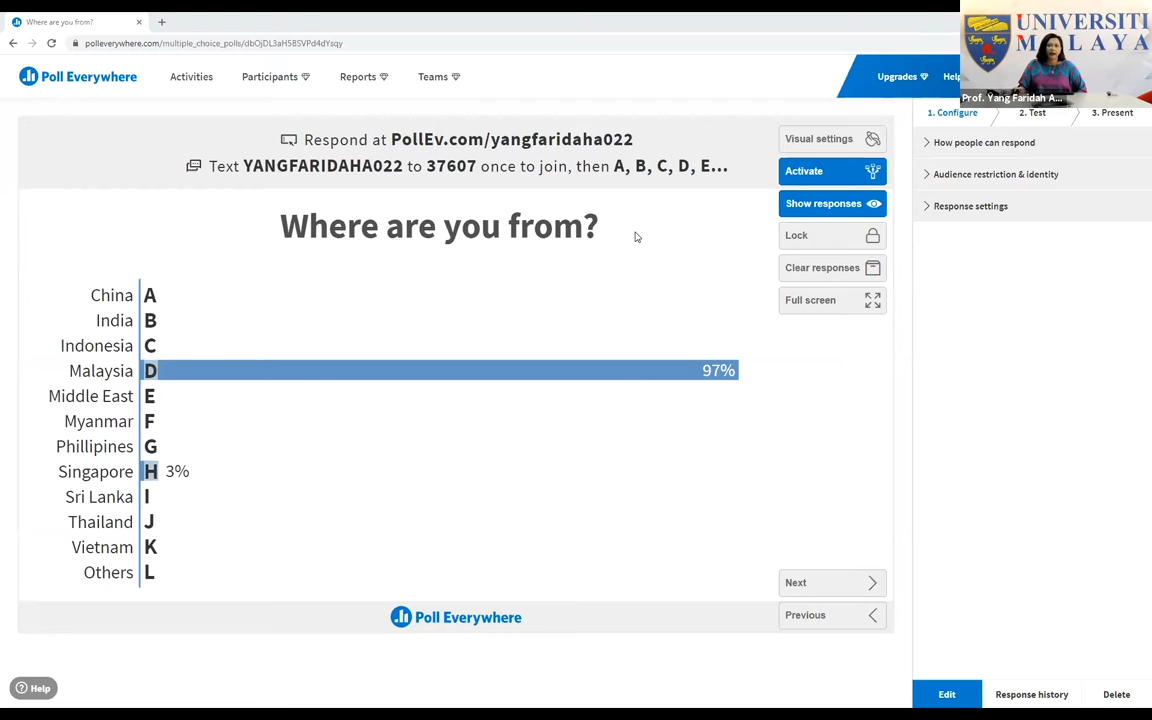 Where are you from?
polleverywhere.com/multiple_choice_polls/dbOjDL3aH5BSVPd4dYsqy
Poll Everywhere
Activities
Participants
Reports
Teams
Upgrades
Help
UNIVERSITI
MALAYA
Prof. Yang Faridah A...
1. Configure
2. Test
3. Present
Respond at PollEv.com/yangfaridaha022
Text YANGFARIDAHA022 to 37607 once to join, then A, B, C, D, E...
Where are you from?
China A
India B
Indonesia C
Malaysia D 97%
Middle East E
Myanmar F
Phillipines G
Singapore H 3%
Sri Lanka I
Thailand J
Vietnam K
Others L
Visual settings
Activate
Show responses
Lock
Clear responses
Full screen
Next
Previous
How people can respond
Audience restriction & identity
Response settings
Poll Everywhere
Help
Edit
Response history
Delete